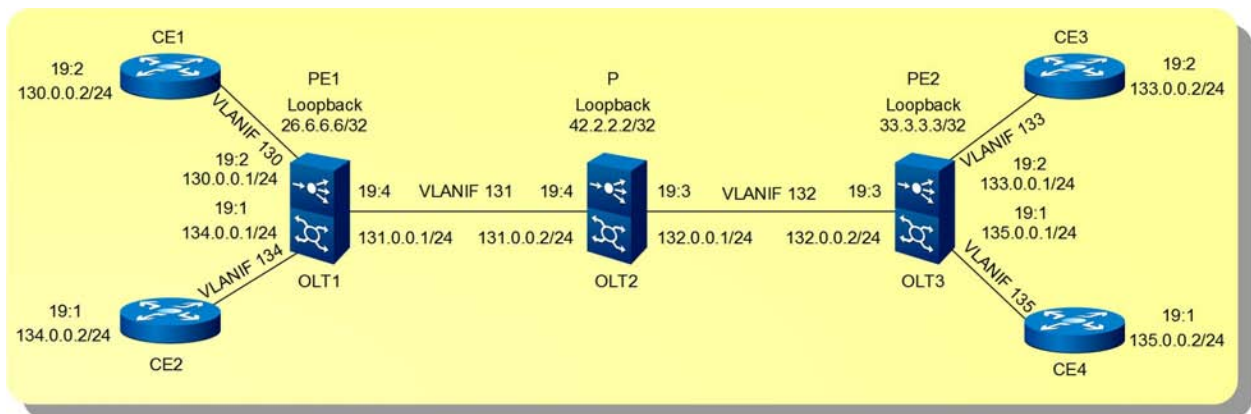 CE1
19:2
130.0.0.2/24
VLANIF 130
PE1
Loopback
26.6.6.6/32
19:2
130.0.0.1/24
19:1
134.0.0.1/24
VLANIF 134
OLT1
19:1
134.0.0.2/24
CE2
19:4
VLANIF 131
19:4
131.0.0.1/24
131.0.0.2/24
P
Loopback
42.2.2.2/32
OLT2
19:3
VLANIF 132
19:3
132.0.0.1/24
132.0.0.2/24
PE2
Loopback
33.3.3.3/32
OLT3
CE3
19:2
133.0.0.2/24
VLANIF 133
19:2
133.0.0.1/24
19:1
135.0.0.1/24
VLANIF 135
19:1
135.0.0.2/24
CE4